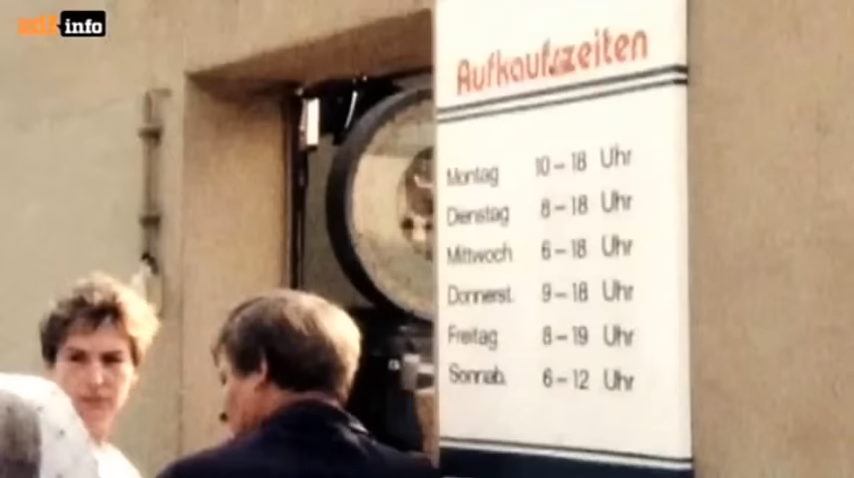 zdf info
Aufkaufszeiten
Montag 10-18 Uhr
Dienstag 8-18 Uhr
Mittwoch 6-18 Uhr
Donnerst. 9-18 Uhr
Freitag 8-19 Uhr
Sonnab. 6-12 Uhr